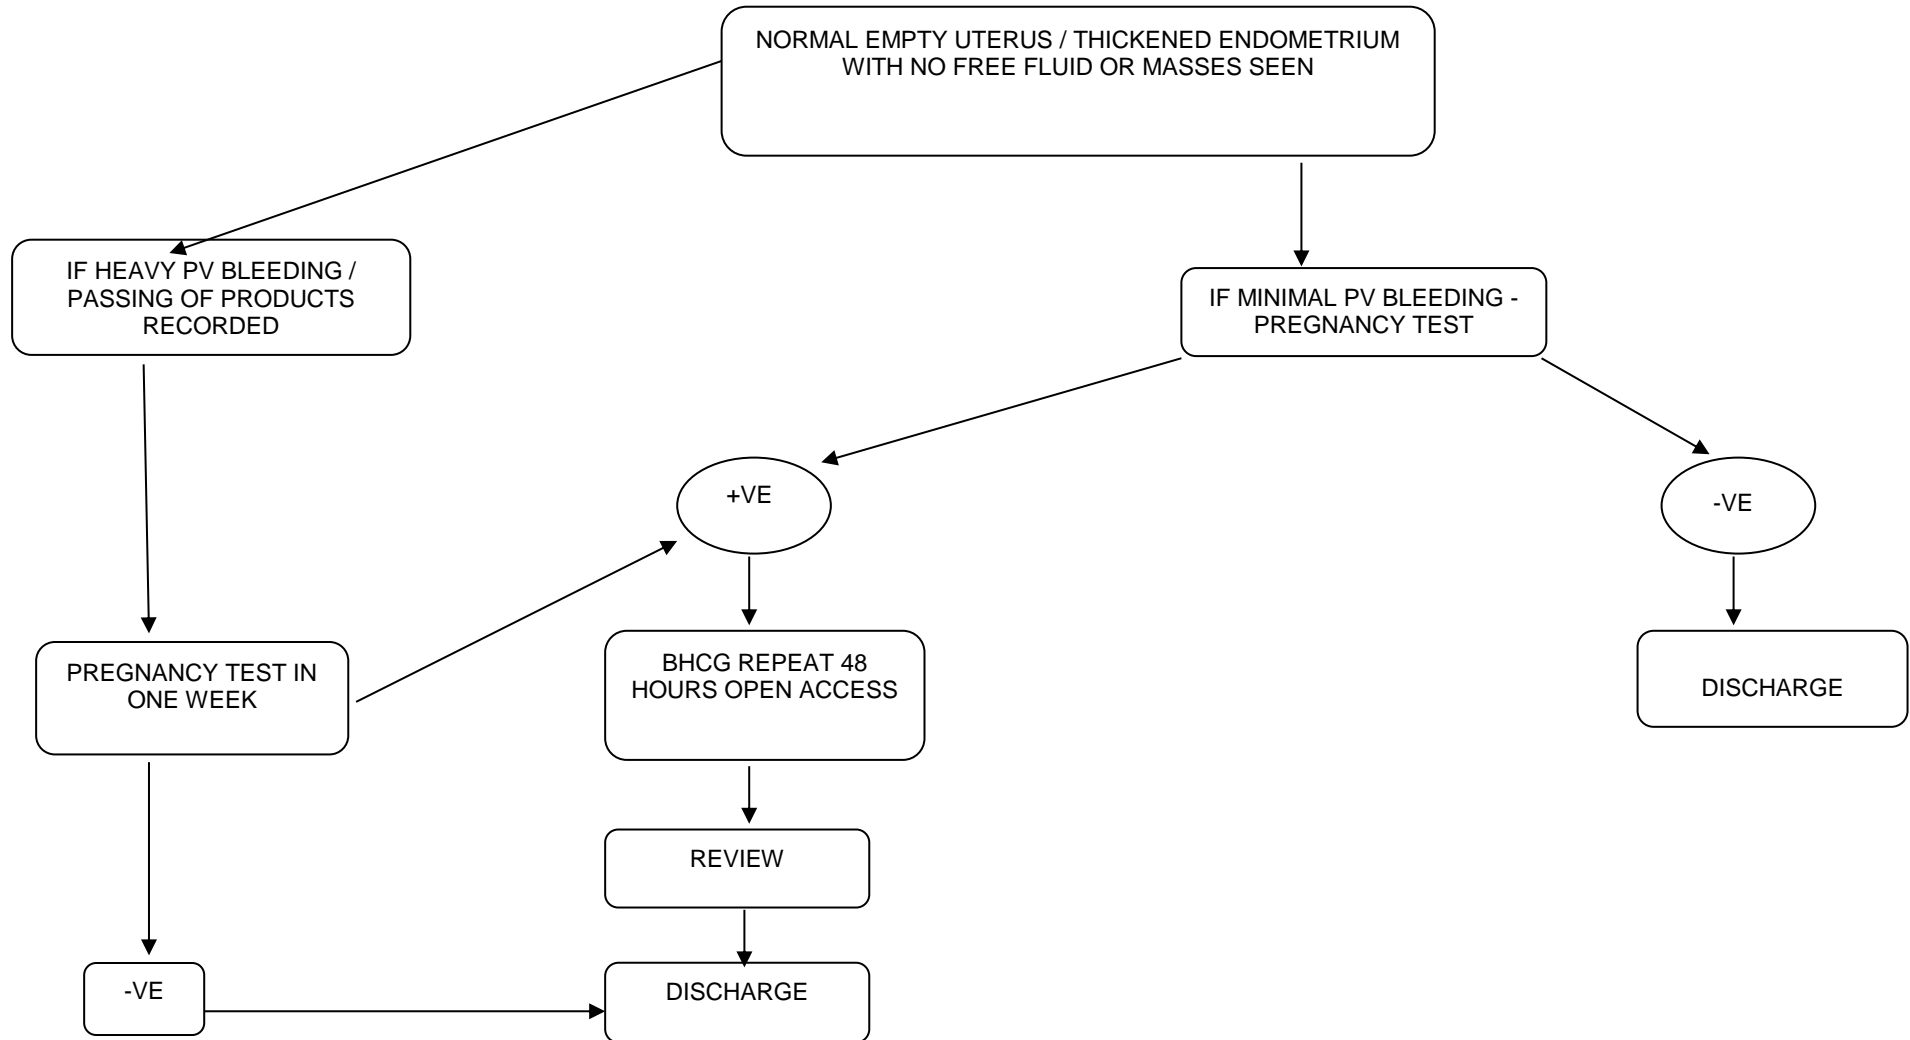 NORMAL EMPTY UTERUS / THICKENED ENDOMETRIUM
WITH NO FREE FLUID OR MASSES SEEN
IF HEAVY PV BLEEDING /
PASSING OF PRODUCTS
RECORDED
IF MINIMAL PV BLEEDING -
PREGNANCY TEST
+VE
-VE
PREGNANCY TEST IN
ONE WEEK
BHCG REPEAT 48
HOURS OPEN ACCESS
DISCHARGE
REVIEW
-VE
DISCHARGE